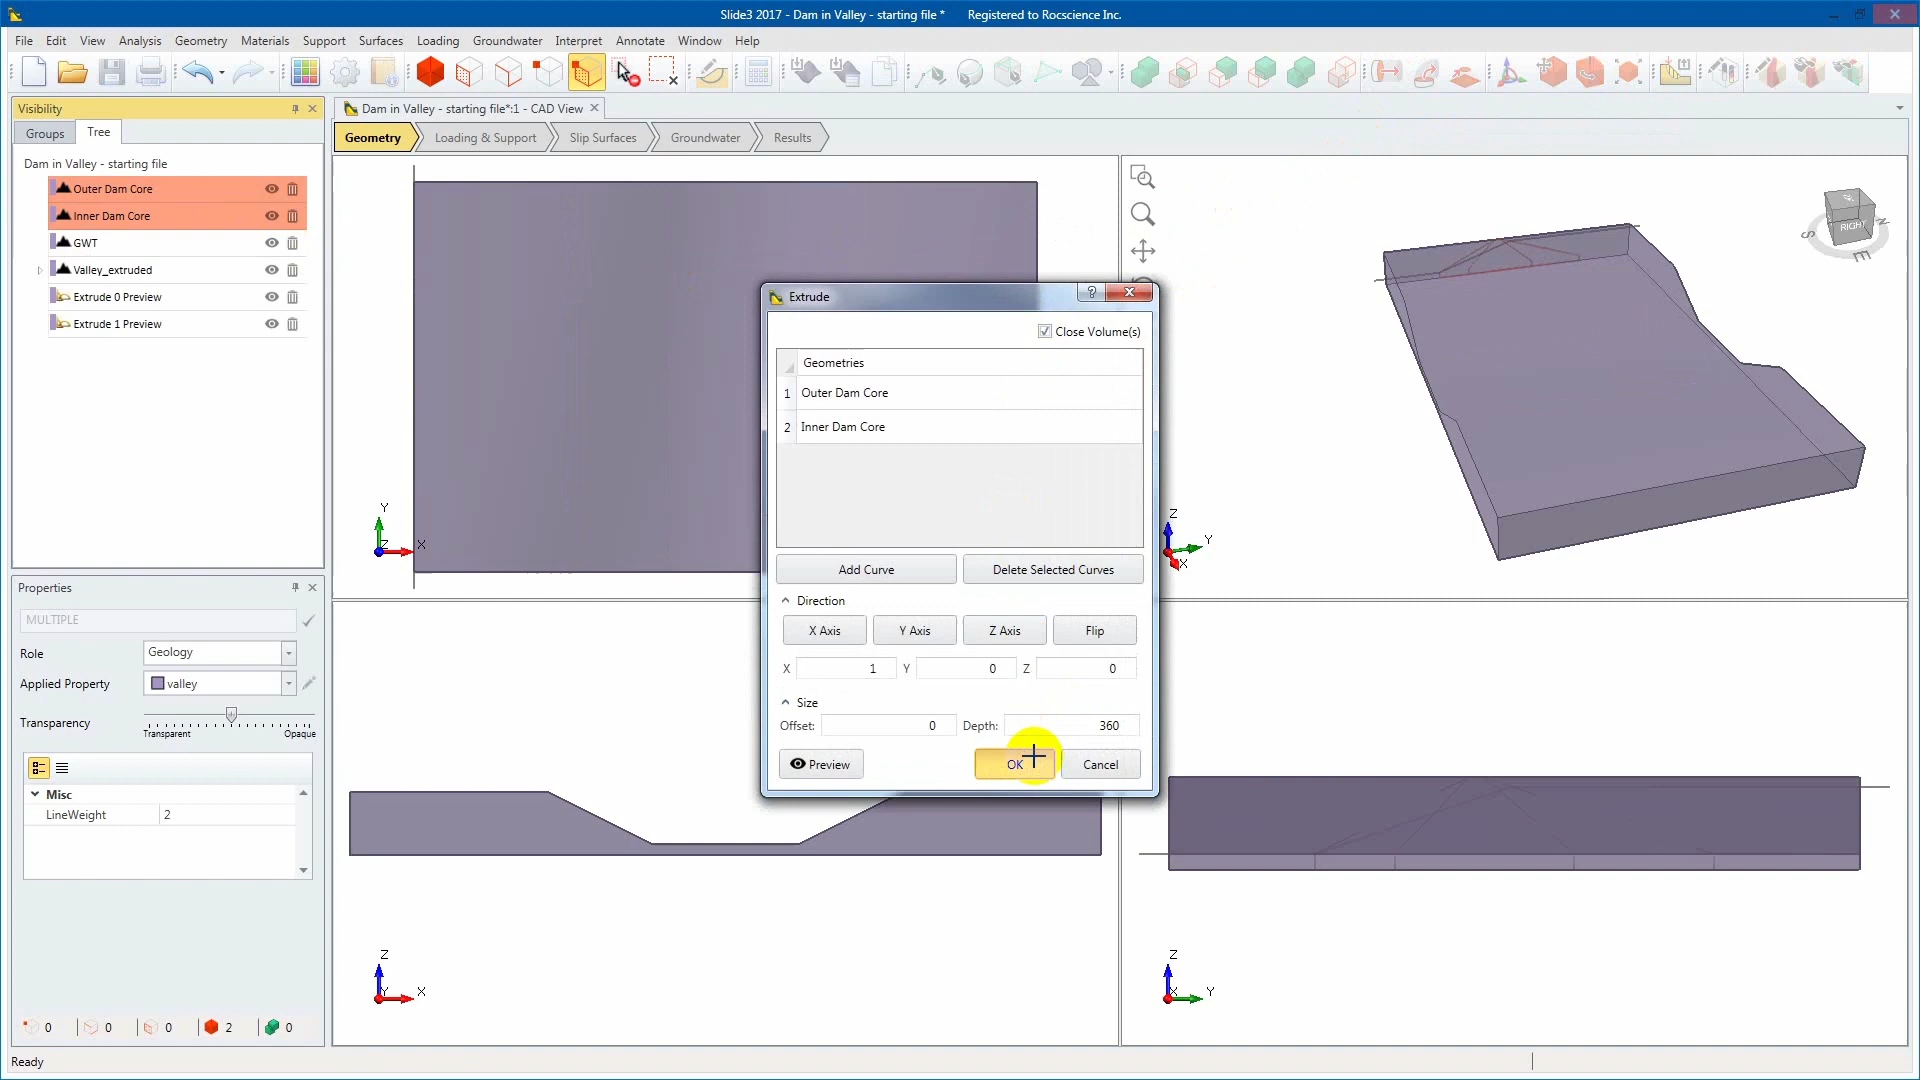 Slide3 2017 - Dam in Valley - starting file *
Registered to Rocscience Inc.
File Edit View Analysis Geometry Materials Support Surfaces Loading Groundwater Interpret Annotate Window Help
Visibility
Groups Tree
Dam in Valley - starting file
Outer Dam Core
Inner Dam Core
GWT
Valley_extruded
Extrude 0 Preview
Extrude 1 Preview
Dam in Valley - starting file*:1 - CAD View
Geometry Loading & Support Slip Surfaces Groundwater Results
Properties
MULTIPLE
Role Geology
Applied Property valley
Transparency
Transparent Opaque
Misc
LineWeight 2
0 0 0 2 0
Ready
Extrude
?
Close Volume(s)
Geometries
1 Outer Dam Core
2 Inner Dam Core
Add Curve Delete Selected Curves
Direction
X Axis Y Axis Z Axis Flip
X 1 Y 0 Z 0
Size
Offset: 0 Depth: 360
Preview OK Cancel
Y
Z X
RIGHT
S N
E
Z
Y
X
Z
Y X
Z
X Y